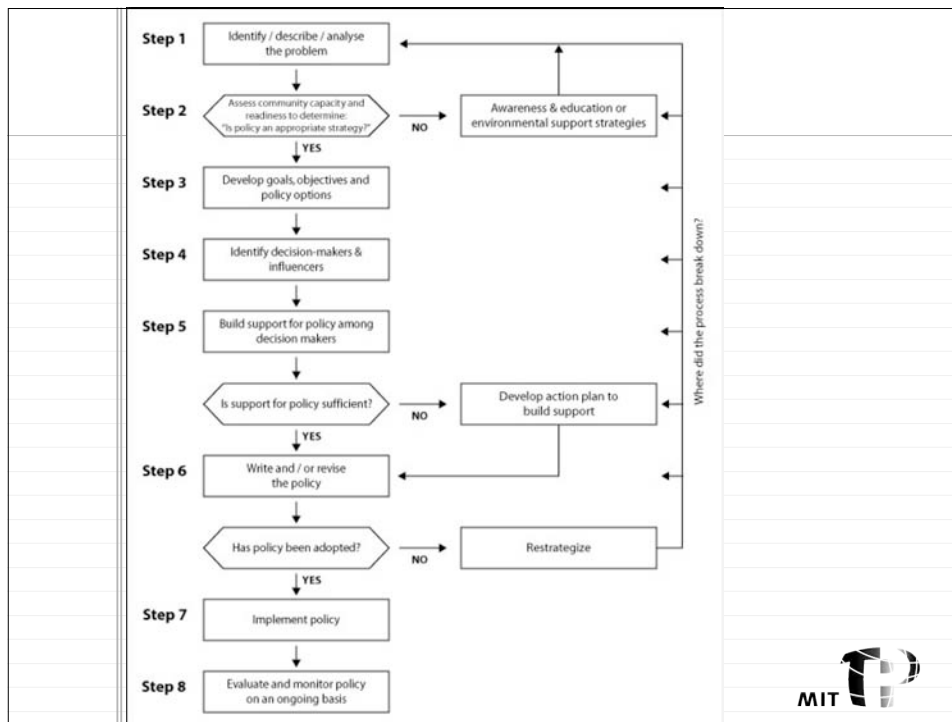 Step 1
Identify / describe / analyse
the problem
Step 2
Assess community capacity and
readiness to determine:
"Is policy an appropriate strategy?"
NO
Awareness & education or
environmental support strategies
YES
Step 3
Develop goals, objectives and
policy options
Step 4
Identify decision-makers &
influencers
Step 5
Build support for policy among
decision makers
Is support for policy sufficient?
NO
Develop action plan to
build support
YES
Step 6
Write and / or revise
the policy
Has policy been adopted?
NO
Restrategize
YES
Step 7
Implement policy
Step 8
Evaluate and monitor policy
on an ongoing basis
Where did the process break down?
MIT